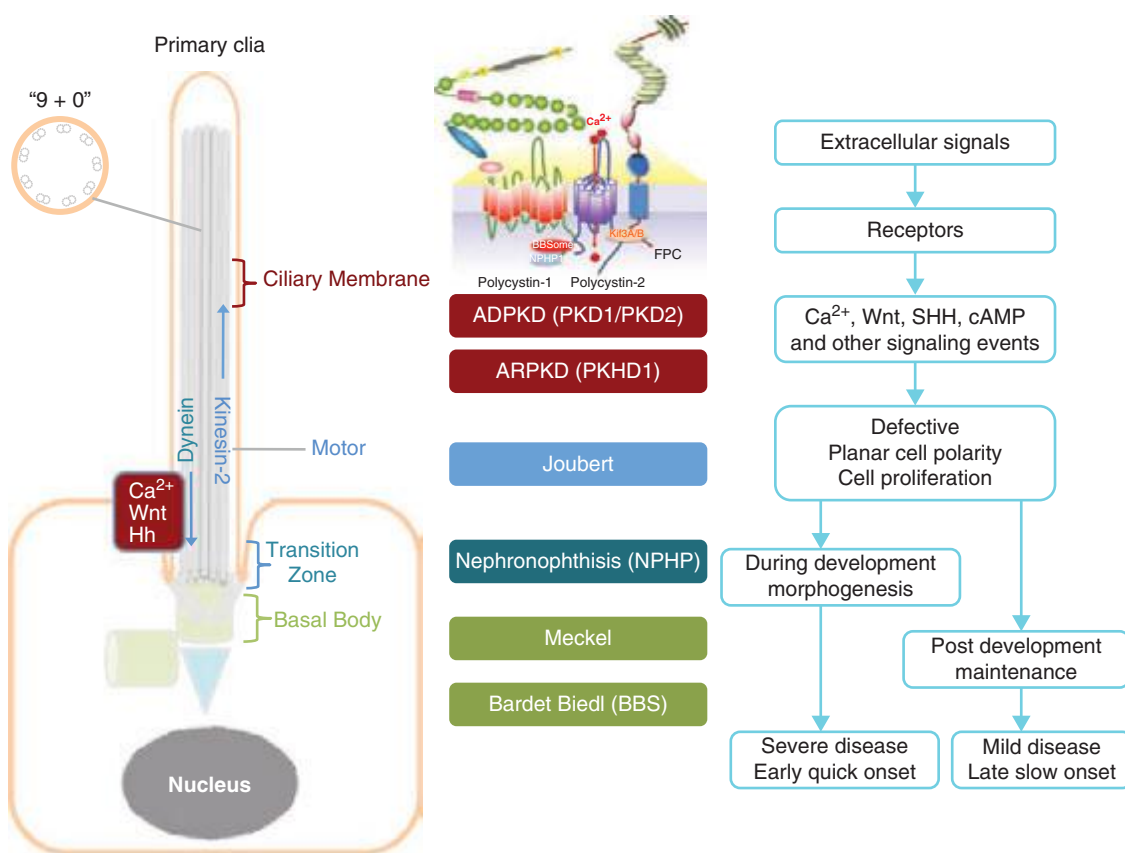 Primary clia
“9 + 0”
Ciliary Membrane
Dynein
Kinesin-2
Motor
Ca²⁺
Wnt
Hh
Transition
Zone
Basal Body
Nucleus
Ca²⁺
BBSome
NPHP1
Kif3A/B
FPC
Polycystin-1
Polycystin-2
ADPKD (PKD1/PKD2)
ARPKD (PKHD1)
Joubert
Nephronophthisis (NPHP)
Meckel
Bardet Biedl (BBS)
Extracellular signals
Receptors
Ca²⁺, Wnt, SHH, cAMP
and other signaling events
Defective
Planar cell polarity
Cell proliferation
During development
morphogenesis
Post development
maintenance
Severe disease
Early quick onset
Mild disease
Late slow onset